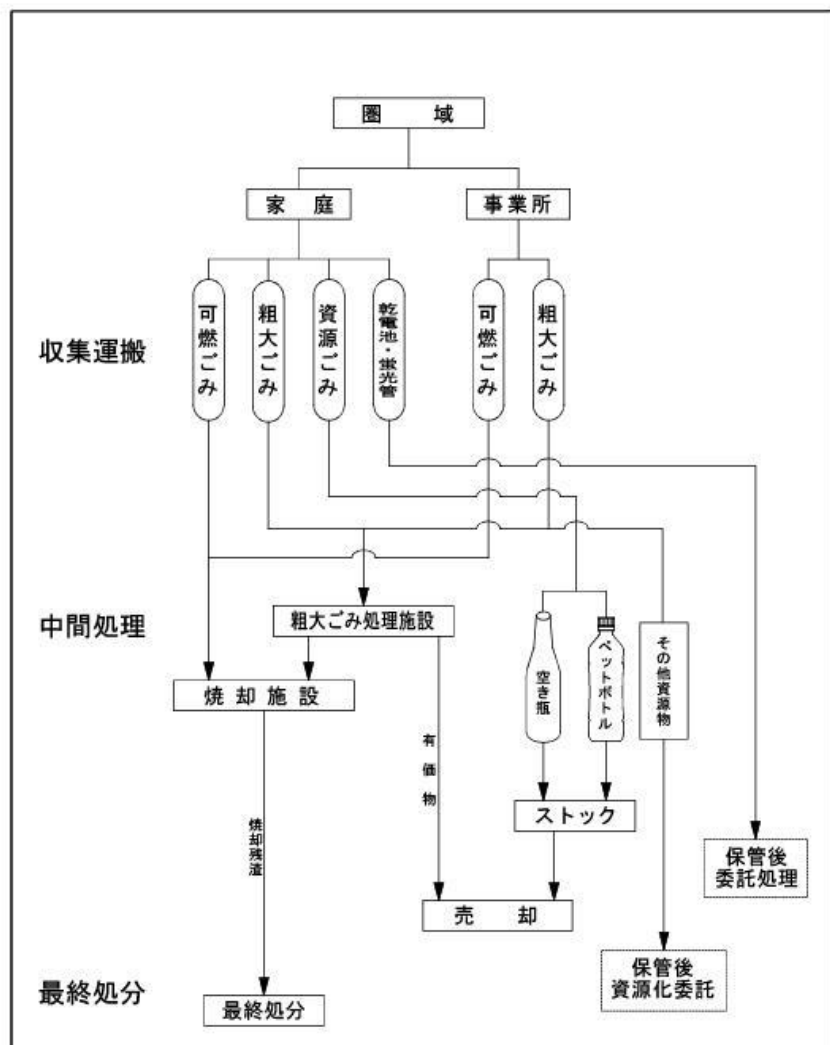 圏域
家庭
事業所
収集運搬
可燃ごみ
粗大ごみ
資源ごみ
乾電池・蛍光管
可燃ごみ
粗大ごみ
中間処理
粗大ごみ処理施設
焼却施設
空き瓶
ペットボトル
その他資源物
有価物
ストック
焼却残渣
保管後
委託処理
売却
保管後
資源化委託
最終処分
最終処分